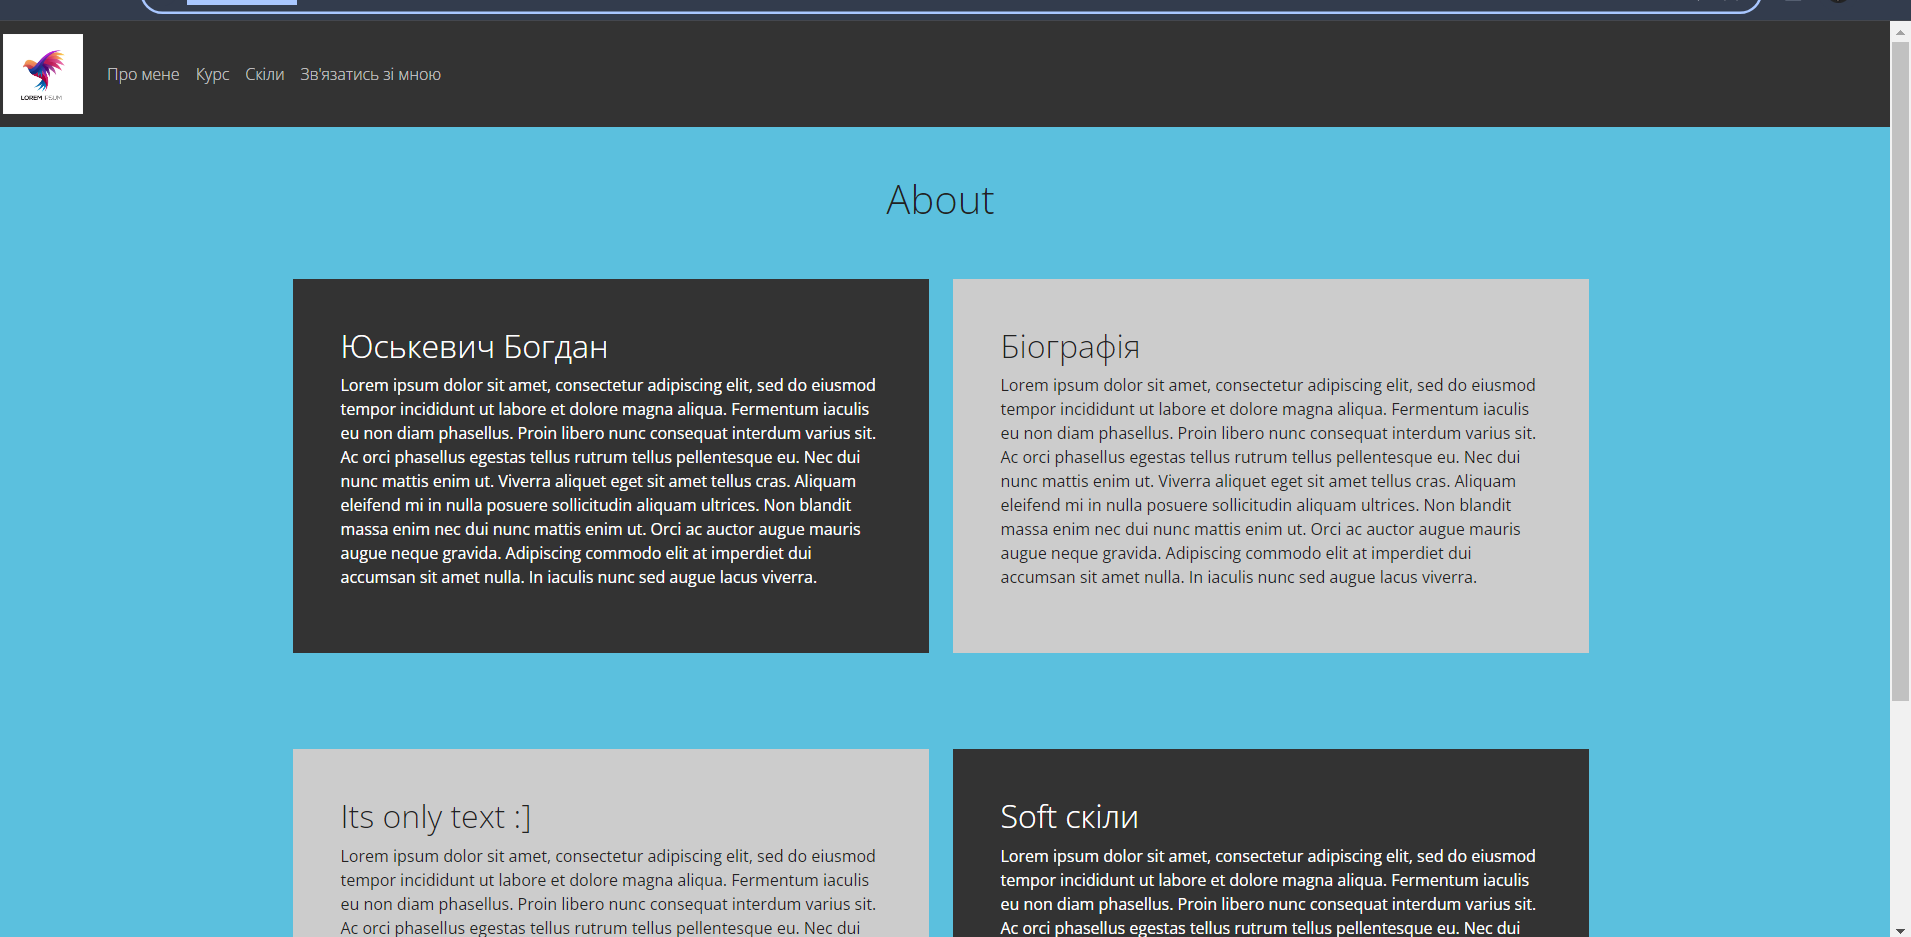 LOREM IPSUM
Про мене Курс Скіли Зв'язатись зі мною
About
Юськевич Богдан
Lorem ipsum dolor sit amet, consectetur adipiscing elit, sed do eiusmod
tempor incididunt ut labore et dolore magna aliqua. Fermentum iaculis
eu non diam phasellus. Proin libero nunc consequat interdum varius sit.
Ac orci phasellus egestas tellus rutrum tellus pellentesque eu. Nec dui
nunc mattis enim ut. Viverra aliquet eget sit amet tellus cras. Aliquam
eleifend mi in nulla posuere sollicitudin aliquam ultrices. Non blandit
massa enim nec dui nunc mattis enim ut. Orci ac auctor augue mauris
augue neque gravida. Adipiscing commodo elit at imperdiet dui
accumsan sit amet nulla. In iaculis nunc sed augue lacus viverra.
Біографія
Lorem ipsum dolor sit amet, consectetur adipiscing elit, sed do eiusmod
tempor incididunt ut labore et dolore magna aliqua. Fermentum iaculis
eu non diam phasellus. Proin libero nunc consequat interdum varius sit.
Ac orci phasellus egestas tellus rutrum tellus pellentesque eu. Nec dui
nunc mattis enim ut. Viverra aliquet eget sit amet tellus cras. Aliquam
eleifend mi in nulla posuere sollicitudin aliquam ultrices. Non blandit
massa enim nec dui nunc mattis enim ut. Orci ac auctor augue mauris
augue neque gravida. Adipiscing commodo elit at imperdiet dui
accumsan sit amet nulla. In iaculis nunc sed augue lacus viverra.
Its only text :]
Lorem ipsum dolor sit amet, consectetur adipiscing elit, sed do eiusmod
tempor incididunt ut labore et dolore magna aliqua. Fermentum iaculis
eu non diam phasellus. Proin libero nunc consequat interdum varius sit.
Ac orci phasellus egestas tellus rutrum tellus pellentesque eu. Nec dui
Soft скіли
Lorem ipsum dolor sit amet, consectetur adipiscing elit, sed do eiusmod
tempor incididunt ut labore et dolore magna aliqua. Fermentum iaculis
eu non diam phasellus. Proin libero nunc consequat interdum varius sit.
Ac orci phasellus egestas tellus rutrum tellus pellentesque eu. Nec dui